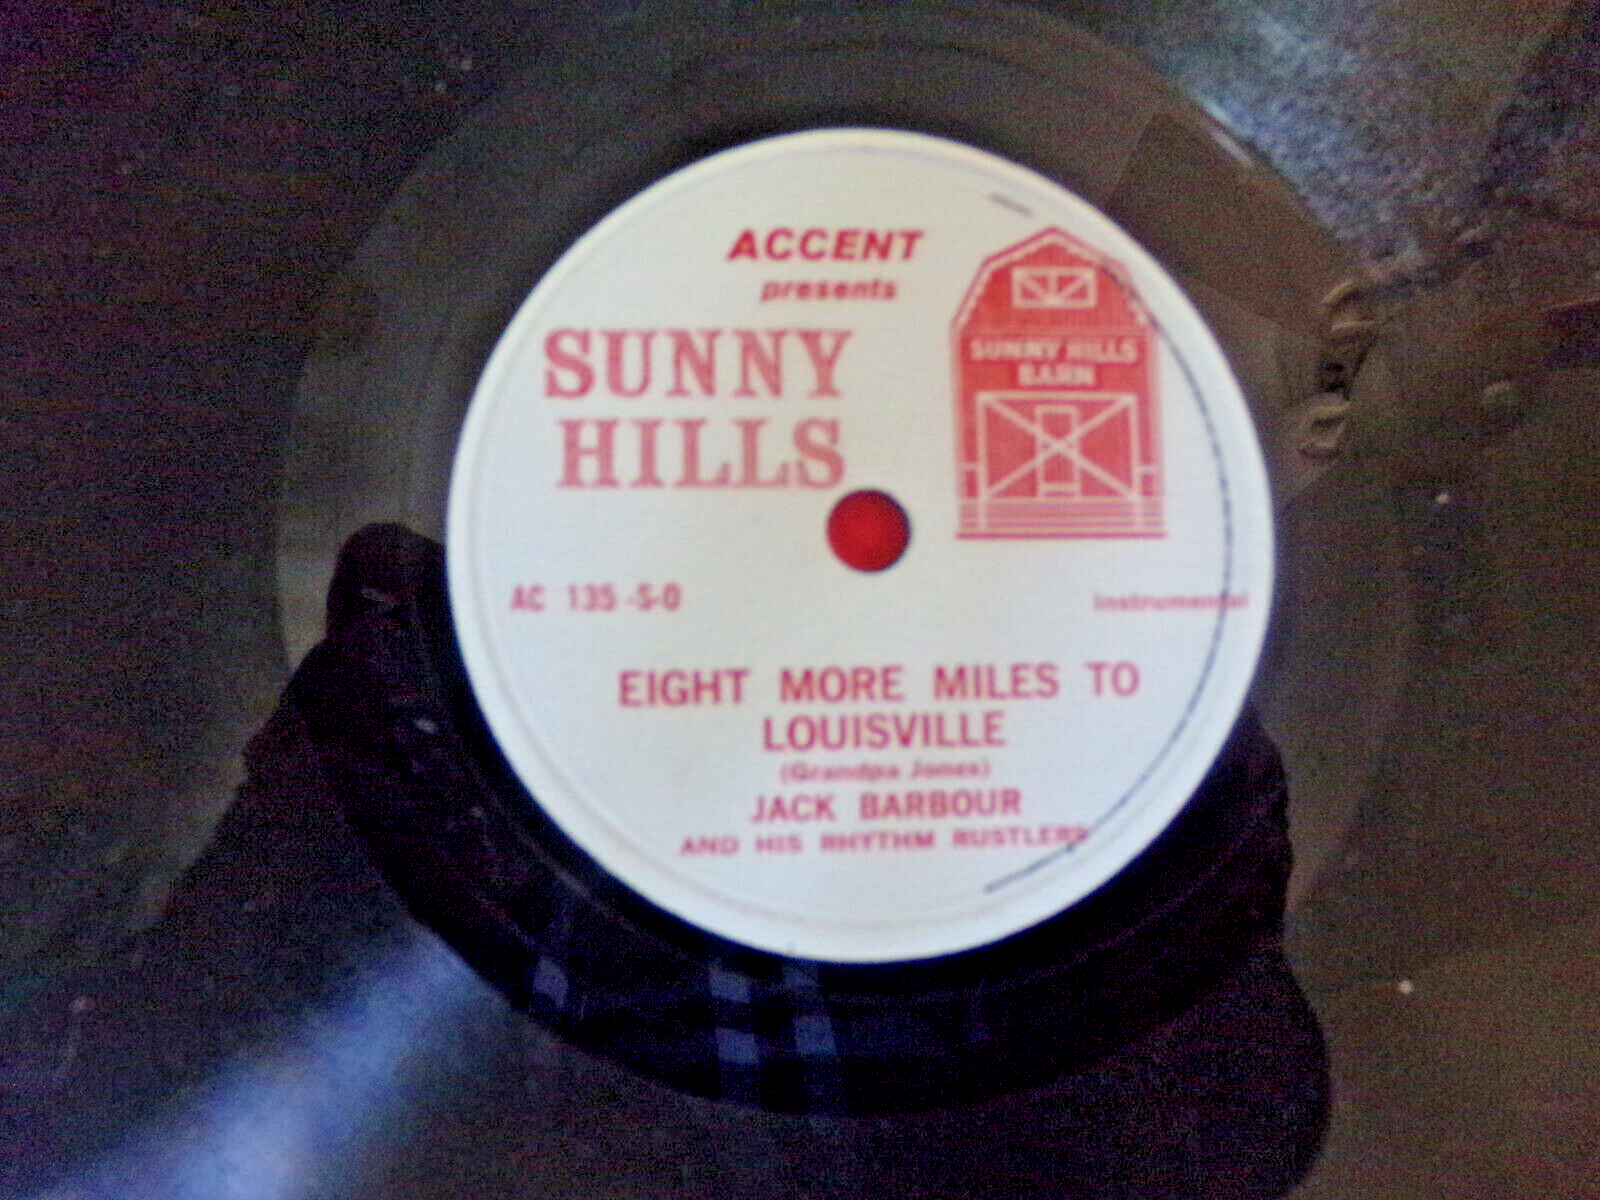 ACCENT
presents
SUNNY
HILLS
SUNNY HILLS
BARN
AC 135-S-0
Instrumental
EIGHT MORE MILES TO
LOUISVILLE
(Grandpa Jones)
JACK BARBOUR
AND HIS RHYTHM RUSTLERS